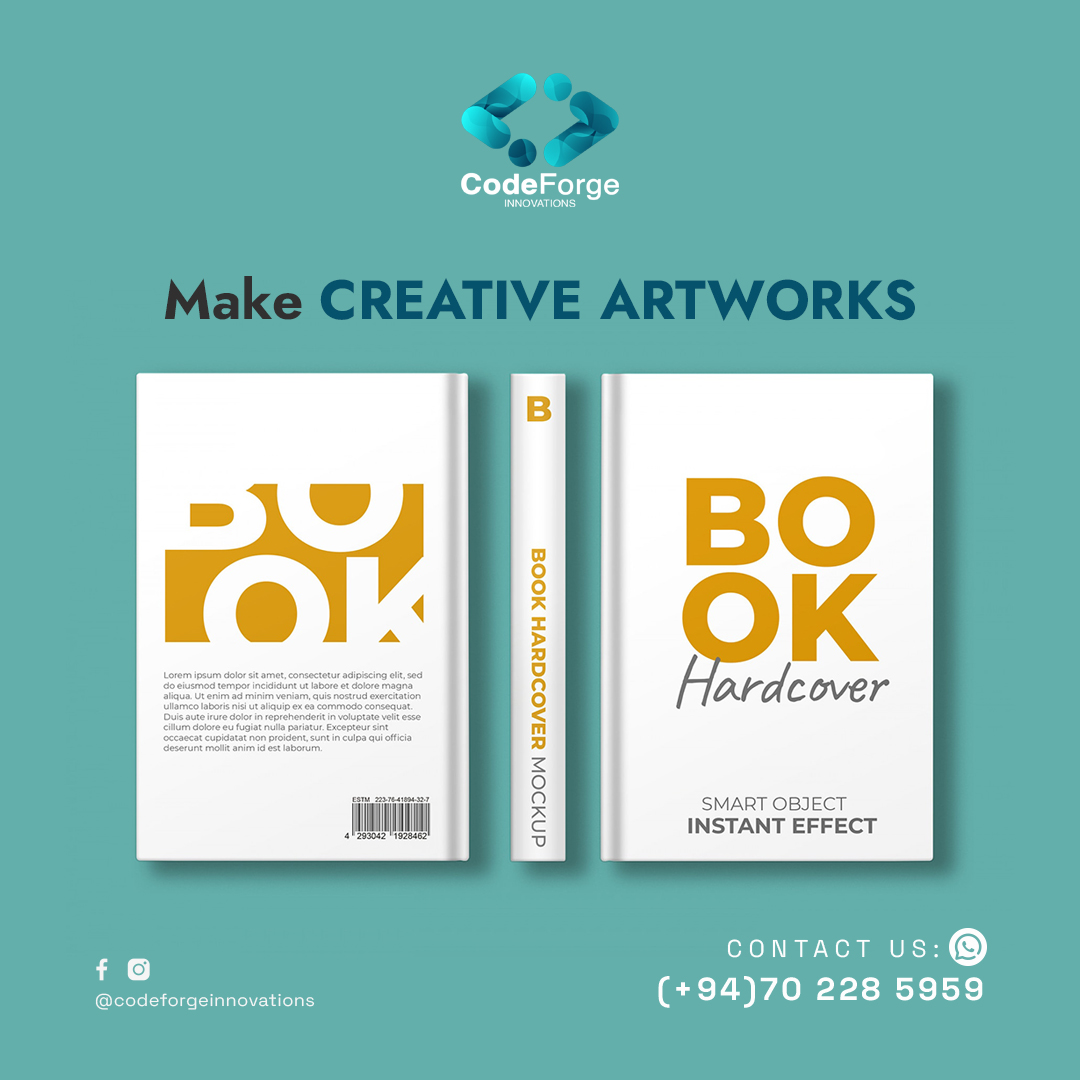 CodeForge
INNOVATIONS
Make CREATIVE ARTWORKS
BO
OK
Lorem ipsum dolor sit amet, consectetur adipiscing elit, sed
do eiusmod tempor incididunt ut labore et dolore magna
aliqua. Ut enim ad minim veniam, quis nostrud exercitation
ullamco laboris nisi ut aliquip ex ea commodo consequat.
Duis aute irure dolor in reprehenderit in voluptate velit esse
cillum dolore eu fugiat nulla pariatur. Excepteur sint
occaecat cupidatat non proident, sunt in culpa qui officia
deserunt mollit anim id est laborum.
ESTM 223-76-41894-32-7
4 293042 1928462
B
BOOK HARDCOVER MOCKUP
BO
OK
Hardcover
SMART OBJECT
INSTANT EFFECT
@codeforgeinnovations
CONTACT US:
(+94)70 228 5959